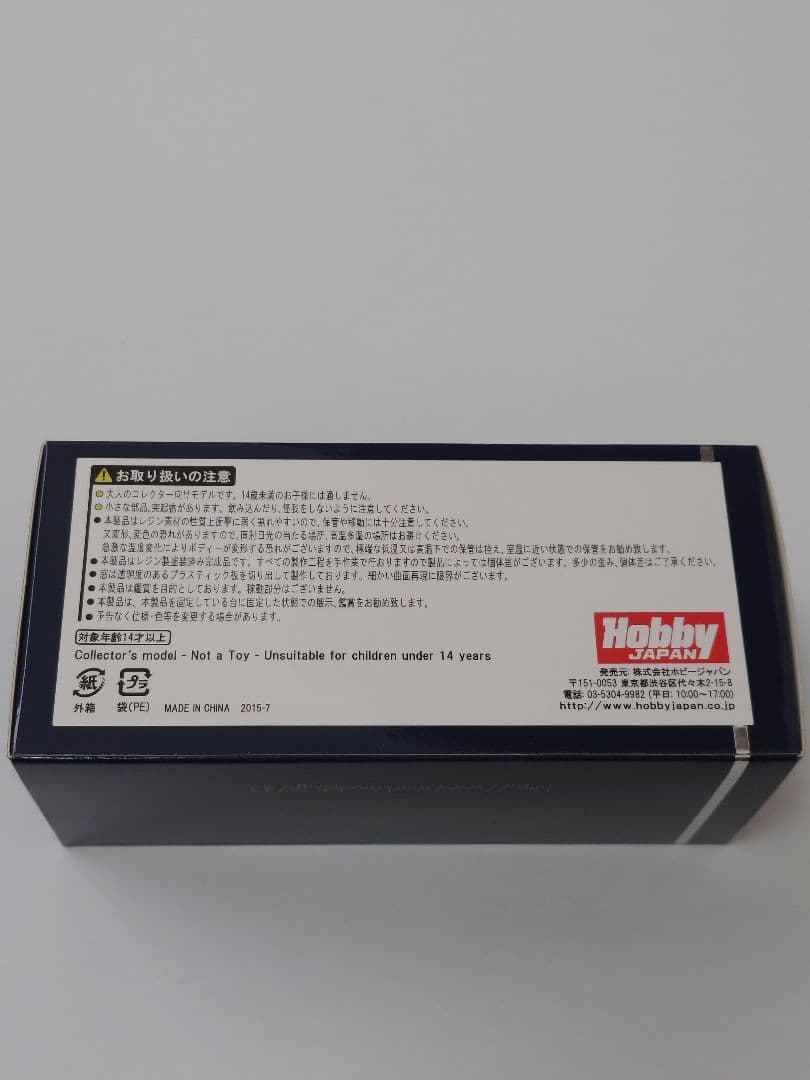 お取り扱いの注意
●大人のコレクター向けモデルです。14歳未満のお子様には適しません。
●小さな部品、突起物があります。飲み込んだり、怪我をしないように注意してください。
●本製品はレジン素材の性質上衝撃に弱く割れやすいので、保管や移動には十分注意してください。
又変形、変色の恐れがありますので、直射日光の当たる場所、高温多湿の場所はお避けください。
急激な温度変化によりボディーが変形する恐れがございますので、極端な低温又は高温下での保管は控え、室温に近い状態での保管をお勧め致します。
●本製品はレジン製塗装済み完成品です。すべての製作工程を手作業で行おりますので製品によっては個体差がございます。多少の歪み、個体差はご了承ください。
●窓は透明度のあるプラスティック板を切り出して製作しております。細かい曲面再現に限界がございます。
●本製品は鑑賞を目的としております。稼動部分はございません。
●本製品は、本製品を固定している台に固定した状態での展示、鑑賞をお勧め致します。
●予告なく仕様・色等を変更する場合があります。
対象年齢14才以上
Collector's model - Not a Toy - Unsuitable for children under 14 years
紙 プラ
外箱 袋(PE) MADE IN CHINA 2015-7
Hobby
JAPAN
発売元: 株式会社ホビージャパン
〒151-0053 東京都渋谷区代々木2-15-8
電話: 03-5304-9982 (平日: 10:00～17:00)
http://www.hobbyjapan.co.jp